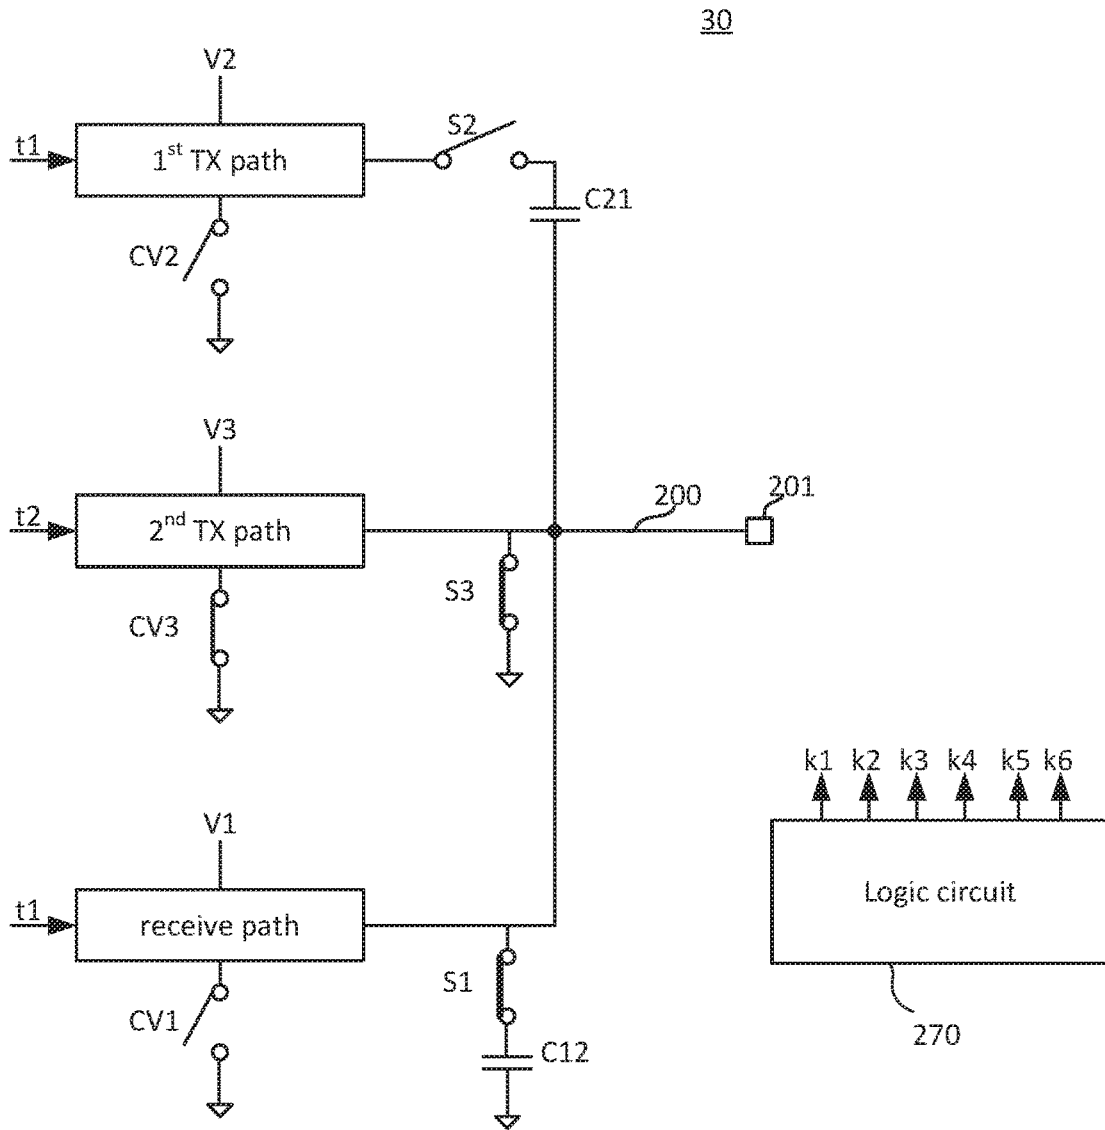 30
V2
t1
1st TX path
S2
C21
CV2
V3
t2
2nd TX path
200
201
S3
CV3
k1 k2 k3 k4 k5 k6
V1
t1
receive path
Logic circuit
S1
CV1
C12
270